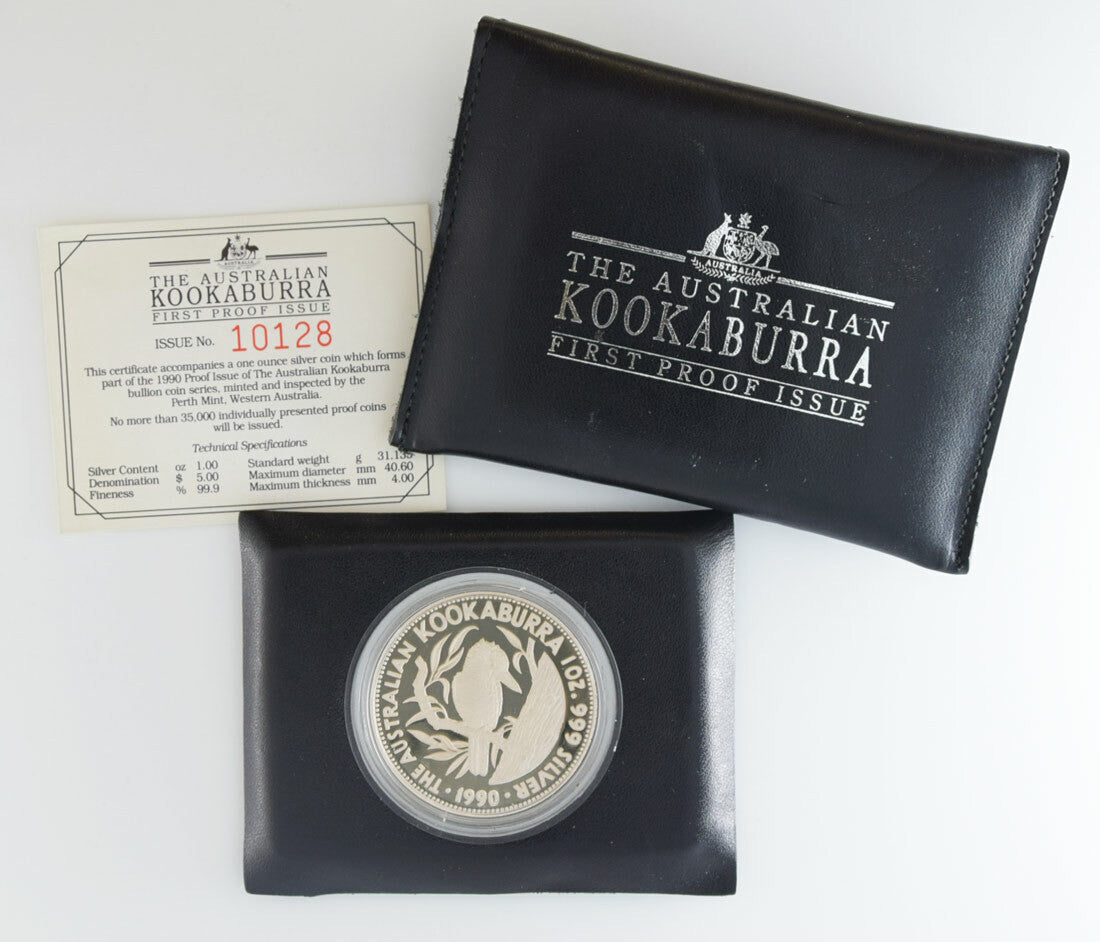 AUSTRALIA
THE AUSTRALIAN
KOOKABURRA
FIRST PROOF ISSUE
AUSTRALIA
THE AUSTRALIAN
KOOKABURRA
FIRST PROOF ISSUE
ISSUE No. 10128
This certificate accompanies a one ounce silver coin which forms
part of the 1990 Proof Issue of The Australian Kookaburra
bullion coin series, minted and inspected by the
Perth Mint, Western Australia.
No more than 35,000 individually presented proof coins
will be issued.
Technical Specifications
Silver Content oz 1.00 Standard weight g 31.135
Denomination $ 5.00 Maximum diameter mm 40.60
Fineness % 99.9 Maximum thickness mm 4.00
THE AUSTRALIAN KOOKABURRA 1 OZ. 999 SILVER
· 1990 ·